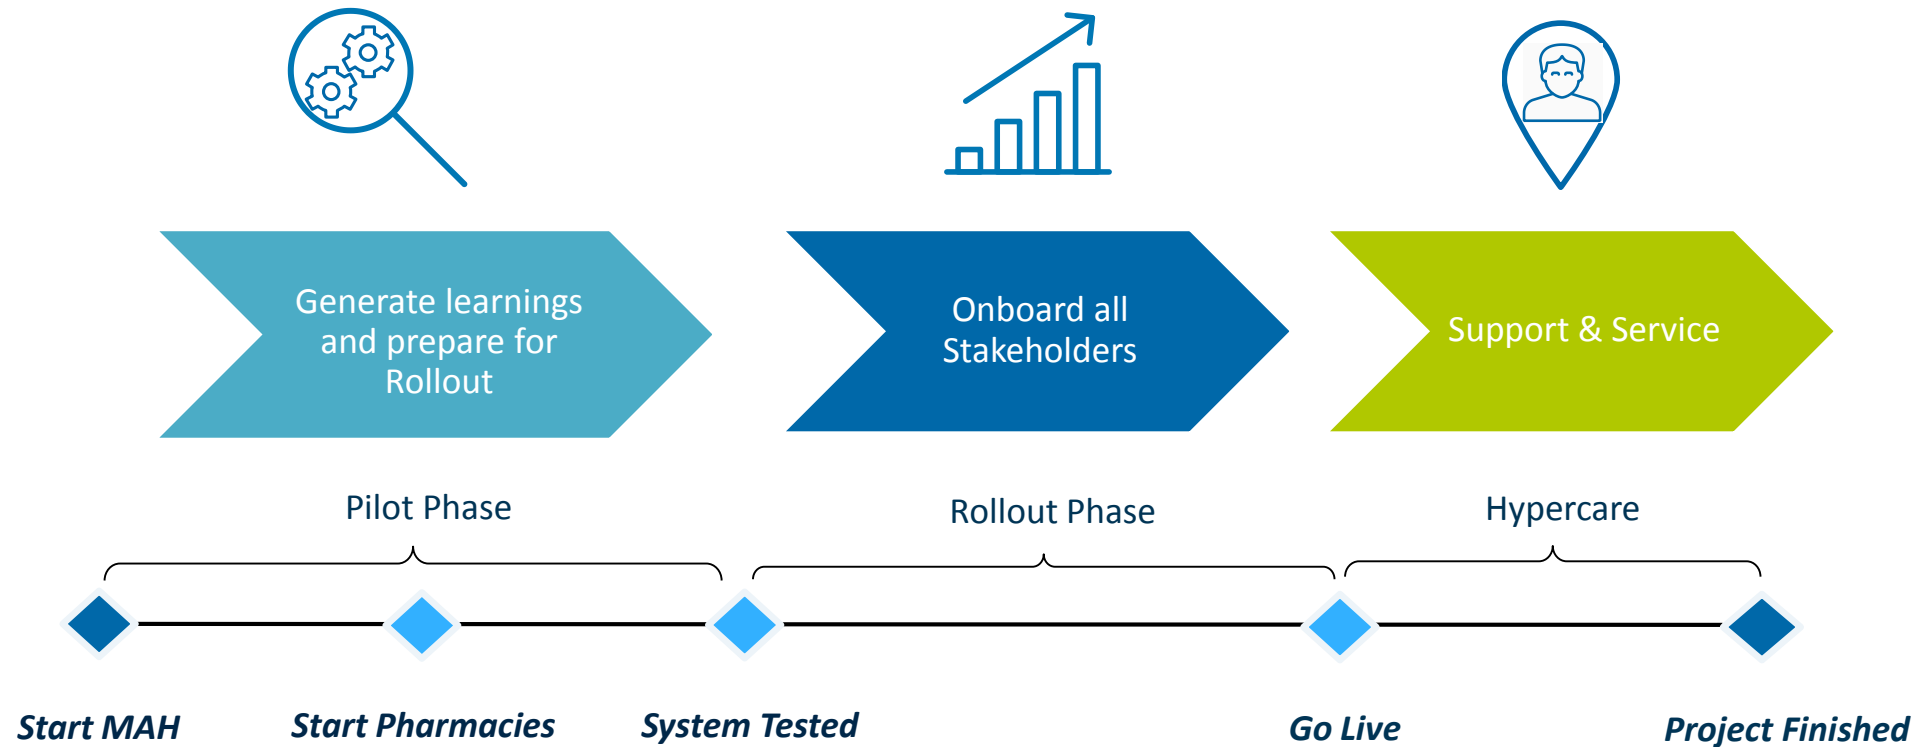 Generate learnings
and prepare for
Rollout
Onboard all
Stakeholders
Support & Service
Pilot Phase
Rollout Phase
Hypercare
Start MAH
Start Pharmacies
System Tested
Go Live
Project Finished